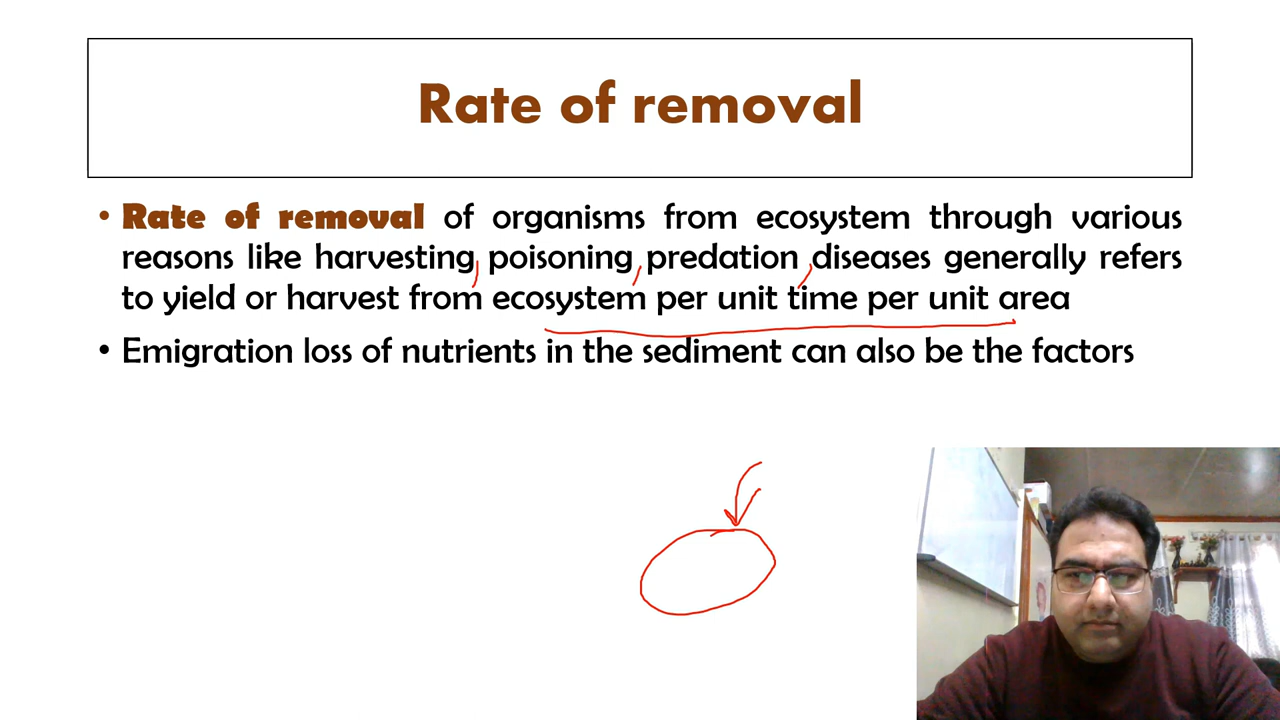 Rate of removal
• Rate of removal of organisms from ecosystem through various
reasons like harvesting, poisoning, predation, diseases generally refers
to yield or harvest from ecosystem per unit time per unit area
• Emigration loss of nutrients in the sediment can also be the factors